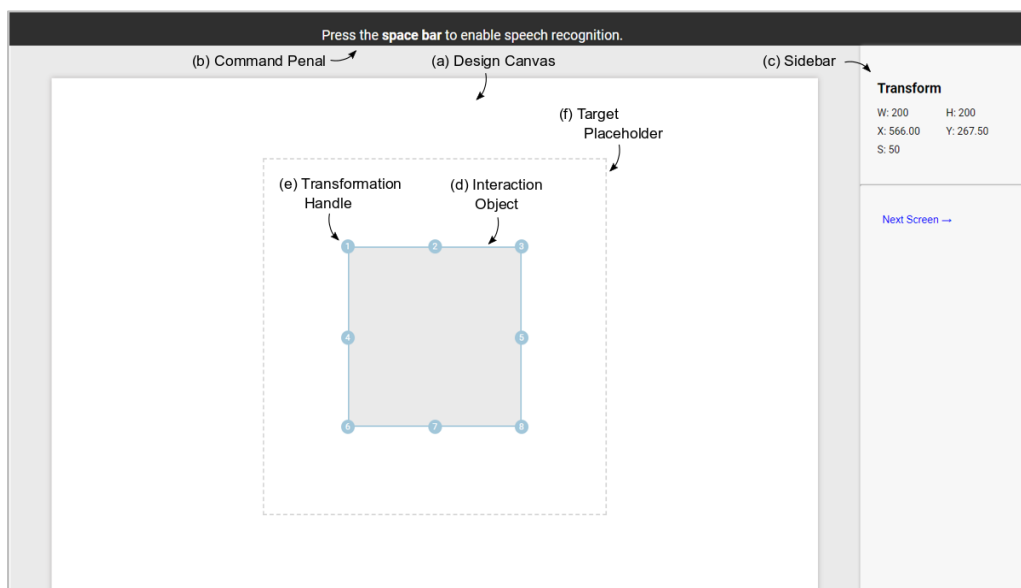 Press the space bar to enable speech recognition.
(b) Command Penal
(a) Design Canvas
(c) Sidebar
Transform
W: 200 H: 200
X: 566.00 Y: 267.50
S: 50
(f) Target
Placeholder
(e) Transformation
Handle
(d) Interaction
Object
Next Screen →
1 2 3
4 5
6 7 8